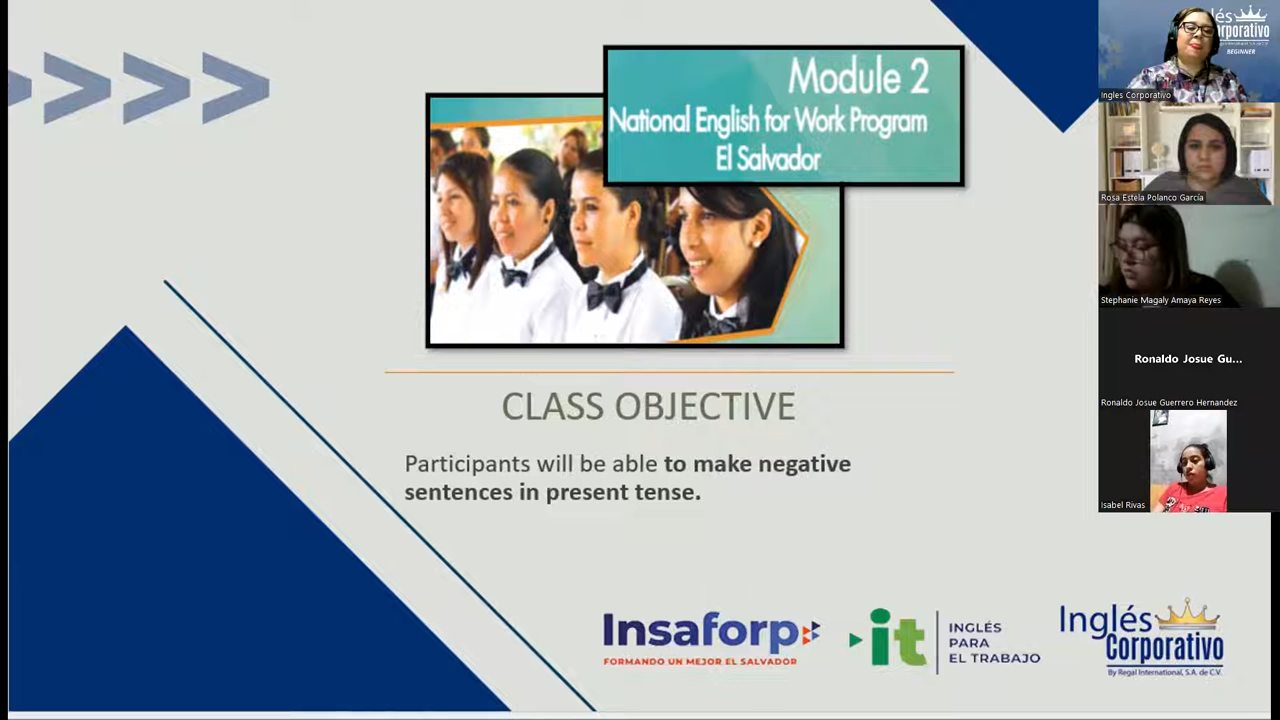 Module 2
National English for Work Program
El Salvador
CLASS OBJECTIVE
Participants will be able to make negative
sentences in present tense.
Insaforp
FORMANDO UN MEJOR EL SALVADOR
it
INGLÉS
PARA
EL TRABAJO
Inglés
Corporativo
By Regal International, S.A. de C.V.
BEGINNER
Ingles Corporativo
Rosa Estela Polanco García
Stephanie Magaly Amaya Reyes
Ronaldo Josue Gu...
Ronaldo Josue Guerrero Hernandez
Isabel Rivas